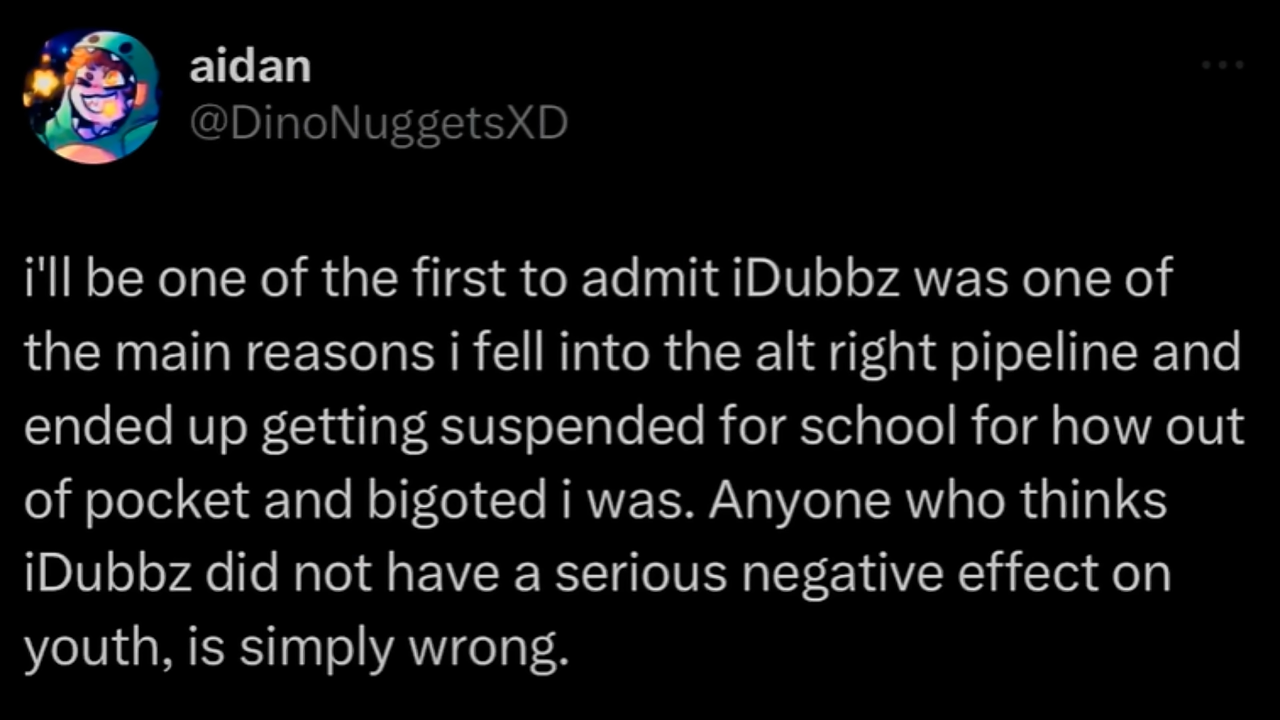 aidan
@DinoNuggetsXD
i'll be one of the first to admit iDubbz was one of
the main reasons i fell into the alt right pipeline and
ended up getting suspended for school for how out
of pocket and bigoted i was. Anyone who thinks
iDubbz did not have a serious negative effect on
youth, is simply wrong.